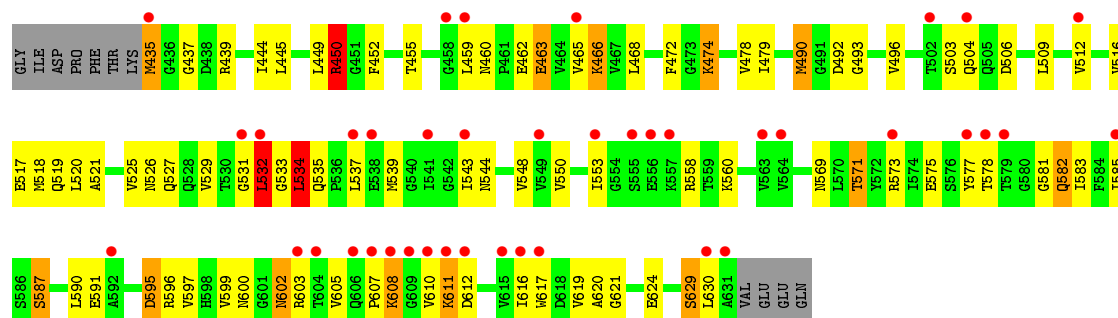 GLY ILE ASP PRO PHE THR LYS M435 G436 G437 D438 R439 I444 L445 L449 R450 G451 F452 T455 G458 L459 N460 P461 E462 E463 V464 V465 K466 V467 L468 F472 G473 K474 V478 I479 M490 G491 D492 G493 V496 T502 S503 Q504 Q505 D506 L509 V512 V516
E517 M518 Q519 L520 A521 V525 N526 Q527 Q528 V529 T530 G531 L532 G533 L534 Q535 P536 L537 E538 M539 G540 I541 G542 I543 N544 V548 V549 V550 I553 G554 S555 E556 K557 R558 T559 K560 V563 V564 N569 L570 T571 Y572 R573 I574 E575 S576 Y577 T578 T579 G580 G581 Q582 I583 F584 I585
S586 S587 L590 E591 A592 D595 R596 V597 H598 V599 N600 G601 N602 R603 T604 V605 Q606 P607 K608 G609 V610 K611 D612 V615 I616 W617 D618 V619 A620 G621 E624 S629 L630 A631 VAL GLU GLU GLN